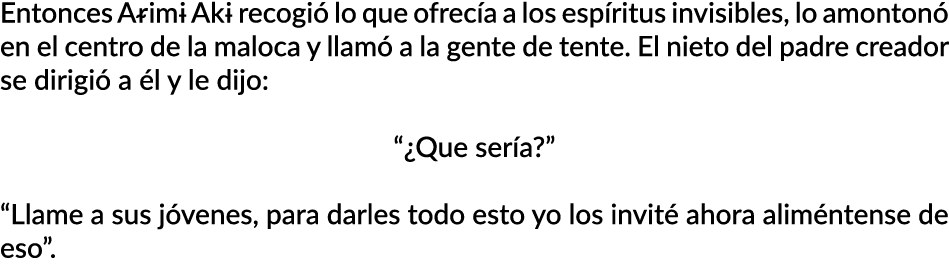 Entonces Aɍimɨ Akɨ recogió lo que ofrecía a los espíritus invisibles, lo amontonó
en el centro de la maloca y llamó a la gente de tente. El nieto del padre creador
se dirigió a él y le dijo:
“¿Que sería?”
“Llame a sus jóvenes, para darles todo esto yo los invité ahora aliméntense de
eso”.